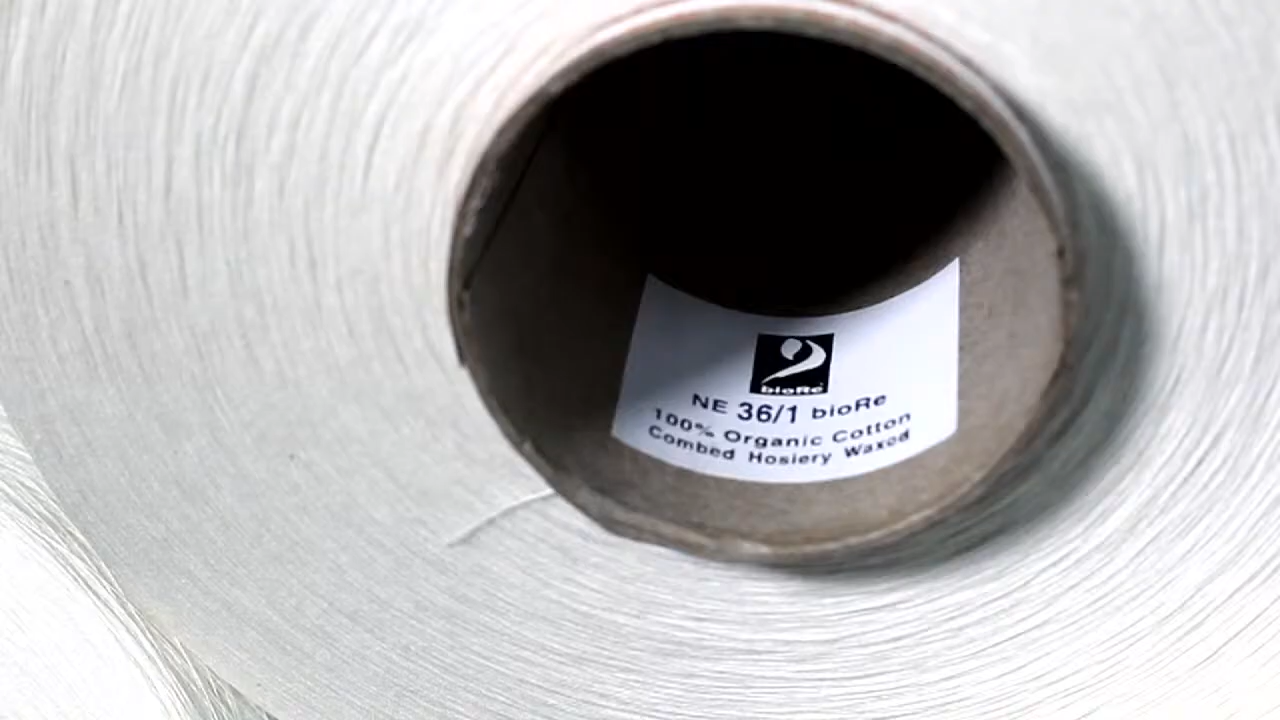 bioRe
NE 36/1 bioRe
100% Organic Cotton
Combed Hosiery Waxed